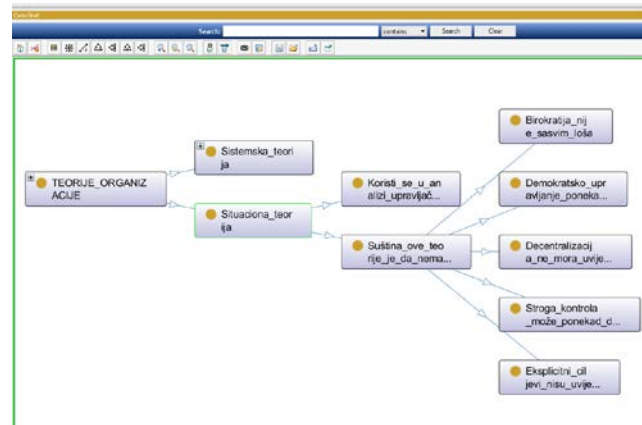 Search:
contains
Search
Clear
TEORIJE_ORGANIZ
ACIJE
Sistemska_teori
ja
Situaciona_teor
ija
Koristi_se_u_an
alizi_upravljač...
Suština_ove_teo
rije_je_da_nema...
Birokratija_nij
e_sasvim_loša
Demokratsko_upr
avljanje_poneka...
Decentralizacij
a_ne_mora_uvije...
Stroga_kontrola
_može_ponekad_d...
Eksplicitni_cil
jevi_nisu_uvije...